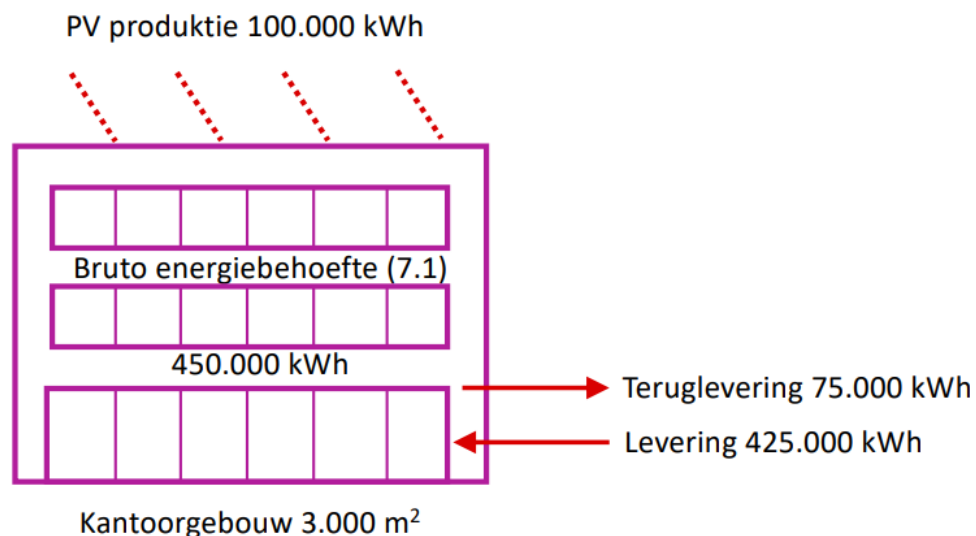 PV produktie 100.000 kWh
Bruto energiebehoefte (7.1)
450.000 kWh
Teruglevering 75.000 kWh
Levering 425.000 kWh
Kantoorgebouw 3.000 m²